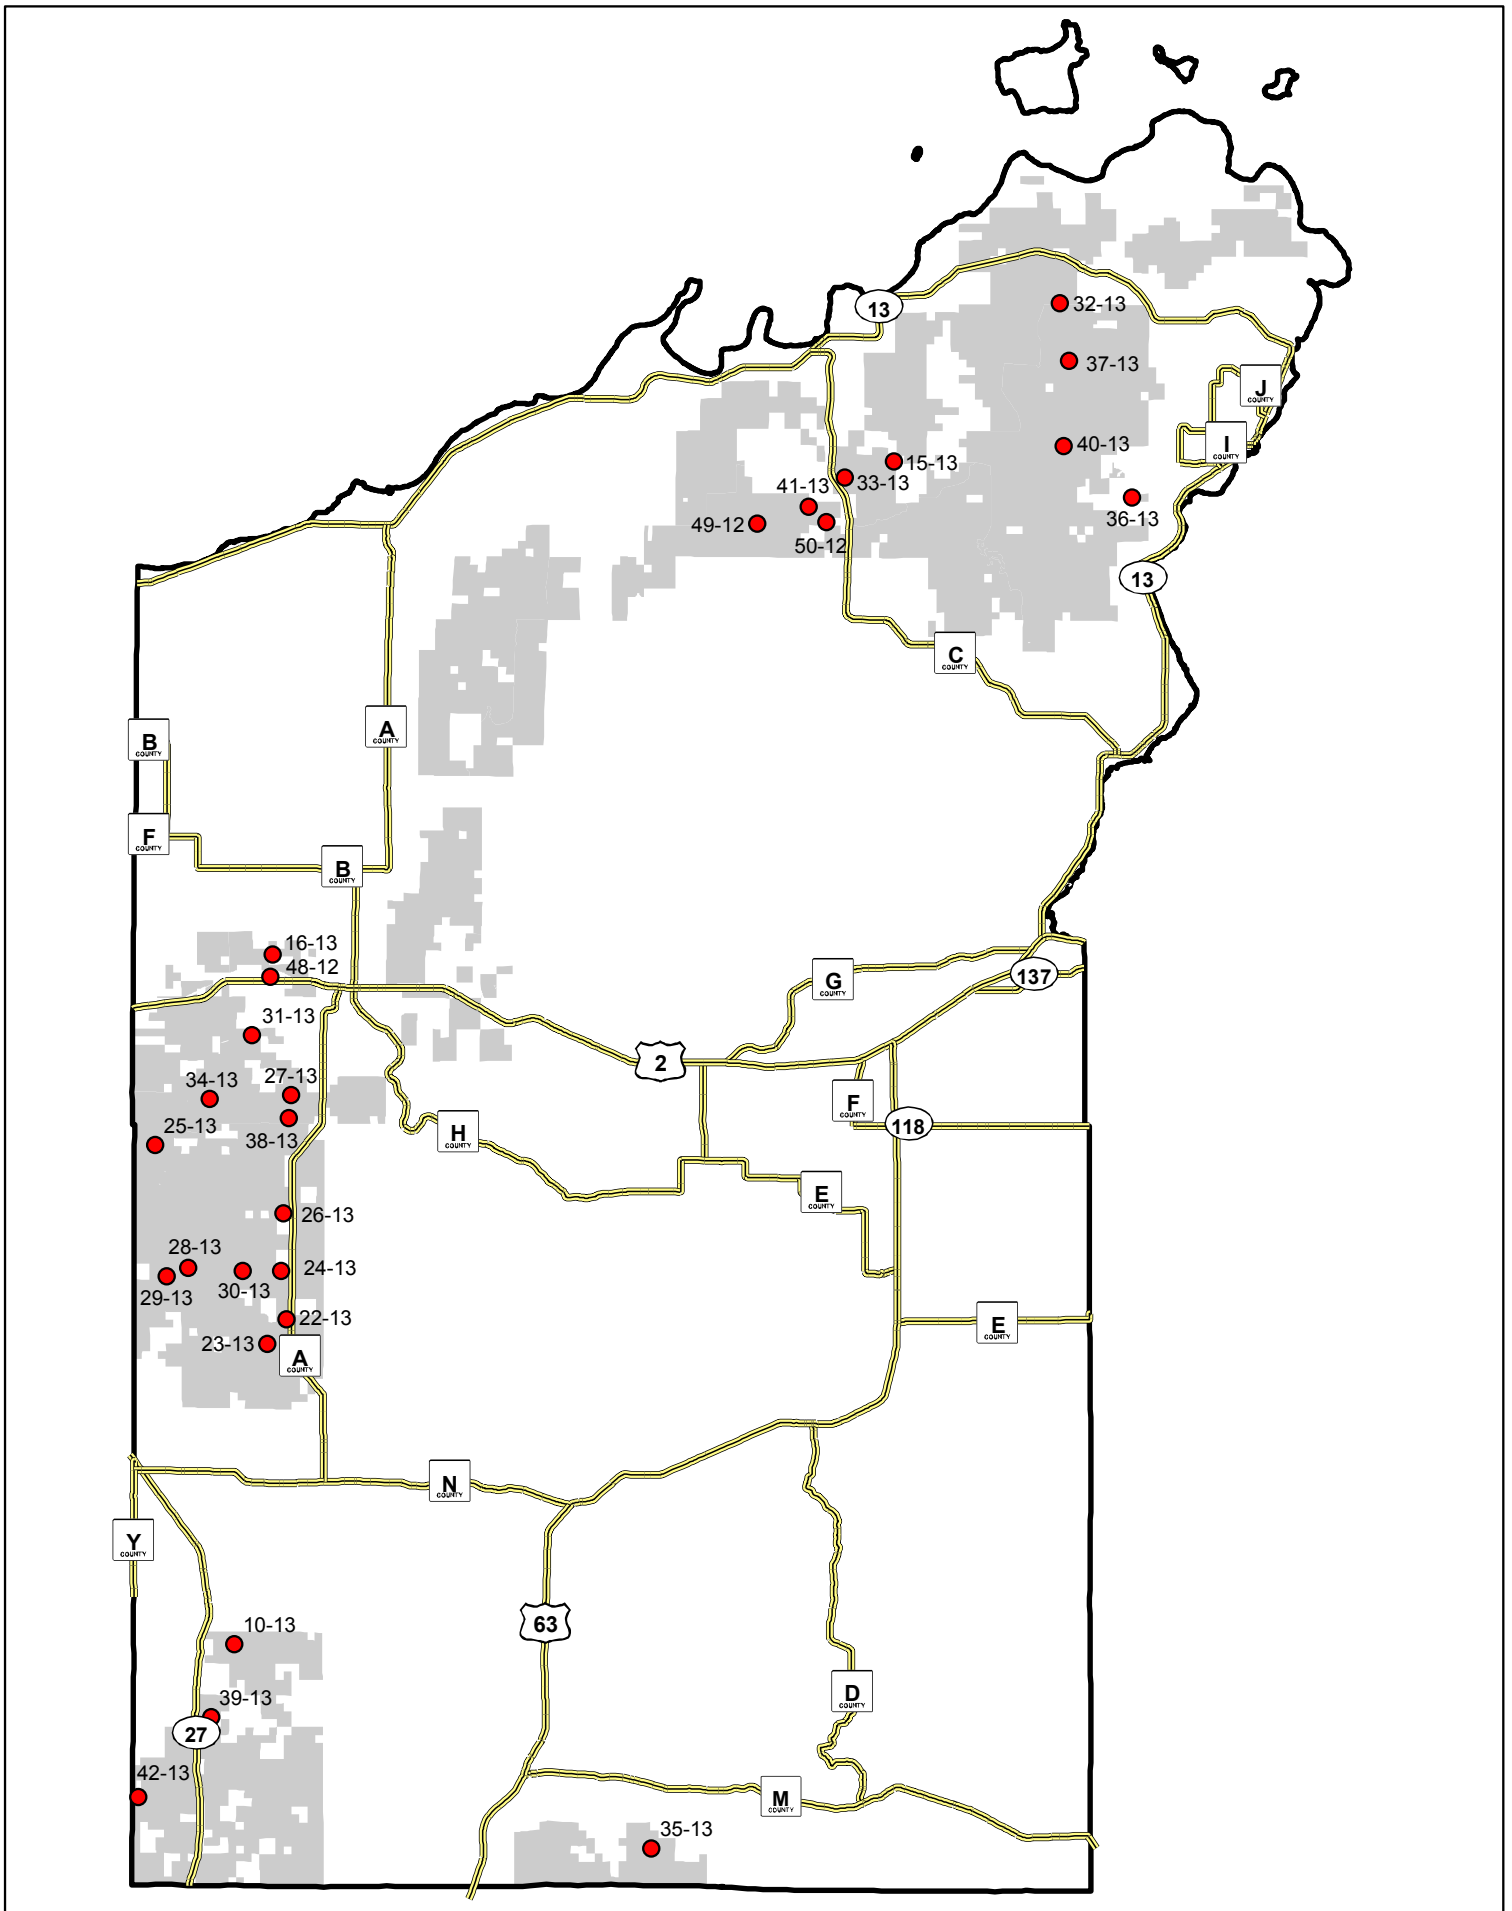 13
32-13
37-13
J
COUNTY
I
COUNTY
40-13
15-13
33-13
41-13
36-13
49-12
50-12
13
C
COUNTY
B
COUNTY
A
COUNTY
F
COUNTY
B
COUNTY
16-13
48-12
G
COUNTY
137
31-13
2
34-13
27-13
F
COUNTY
25-13
38-13
H
COUNTY
118
E
COUNTY
26-13
28-13
24-13
29-13
30-13
22-13
E
COUNTY
23-13
A
COUNTY
N
COUNTY
Y
COUNTY
10-13
63
39-13
D
COUNTY
27
42-13
M
COUNTY
35-13